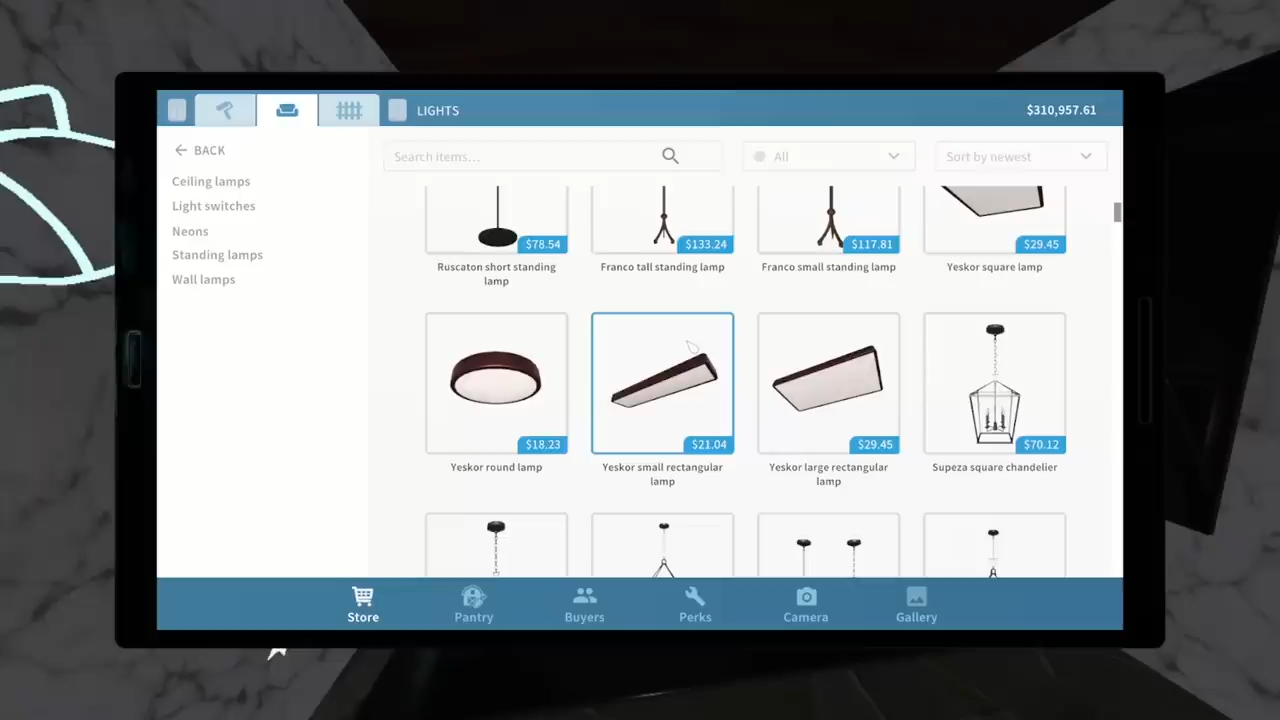 LIGHTS
$310,957.61
BACK
Search items...
All
Sort by newest
Ceiling lamps
Light switches
Neons
Standing lamps
Wall lamps
$78.54
$133.24
$117.81
$29.45
Ruscaton short standing
lamp
Franco tall standing lamp
Franco small standing lamp
Yeskor square lamp
$18.23
$21.04
$29.45
$70.12
Yeskor round lamp
Yeskor small rectangular
lamp
Yeskor large rectangular
lamp
Supeza square chandelier
Store
Pantry
Buyers
Perks
Camera
Gallery